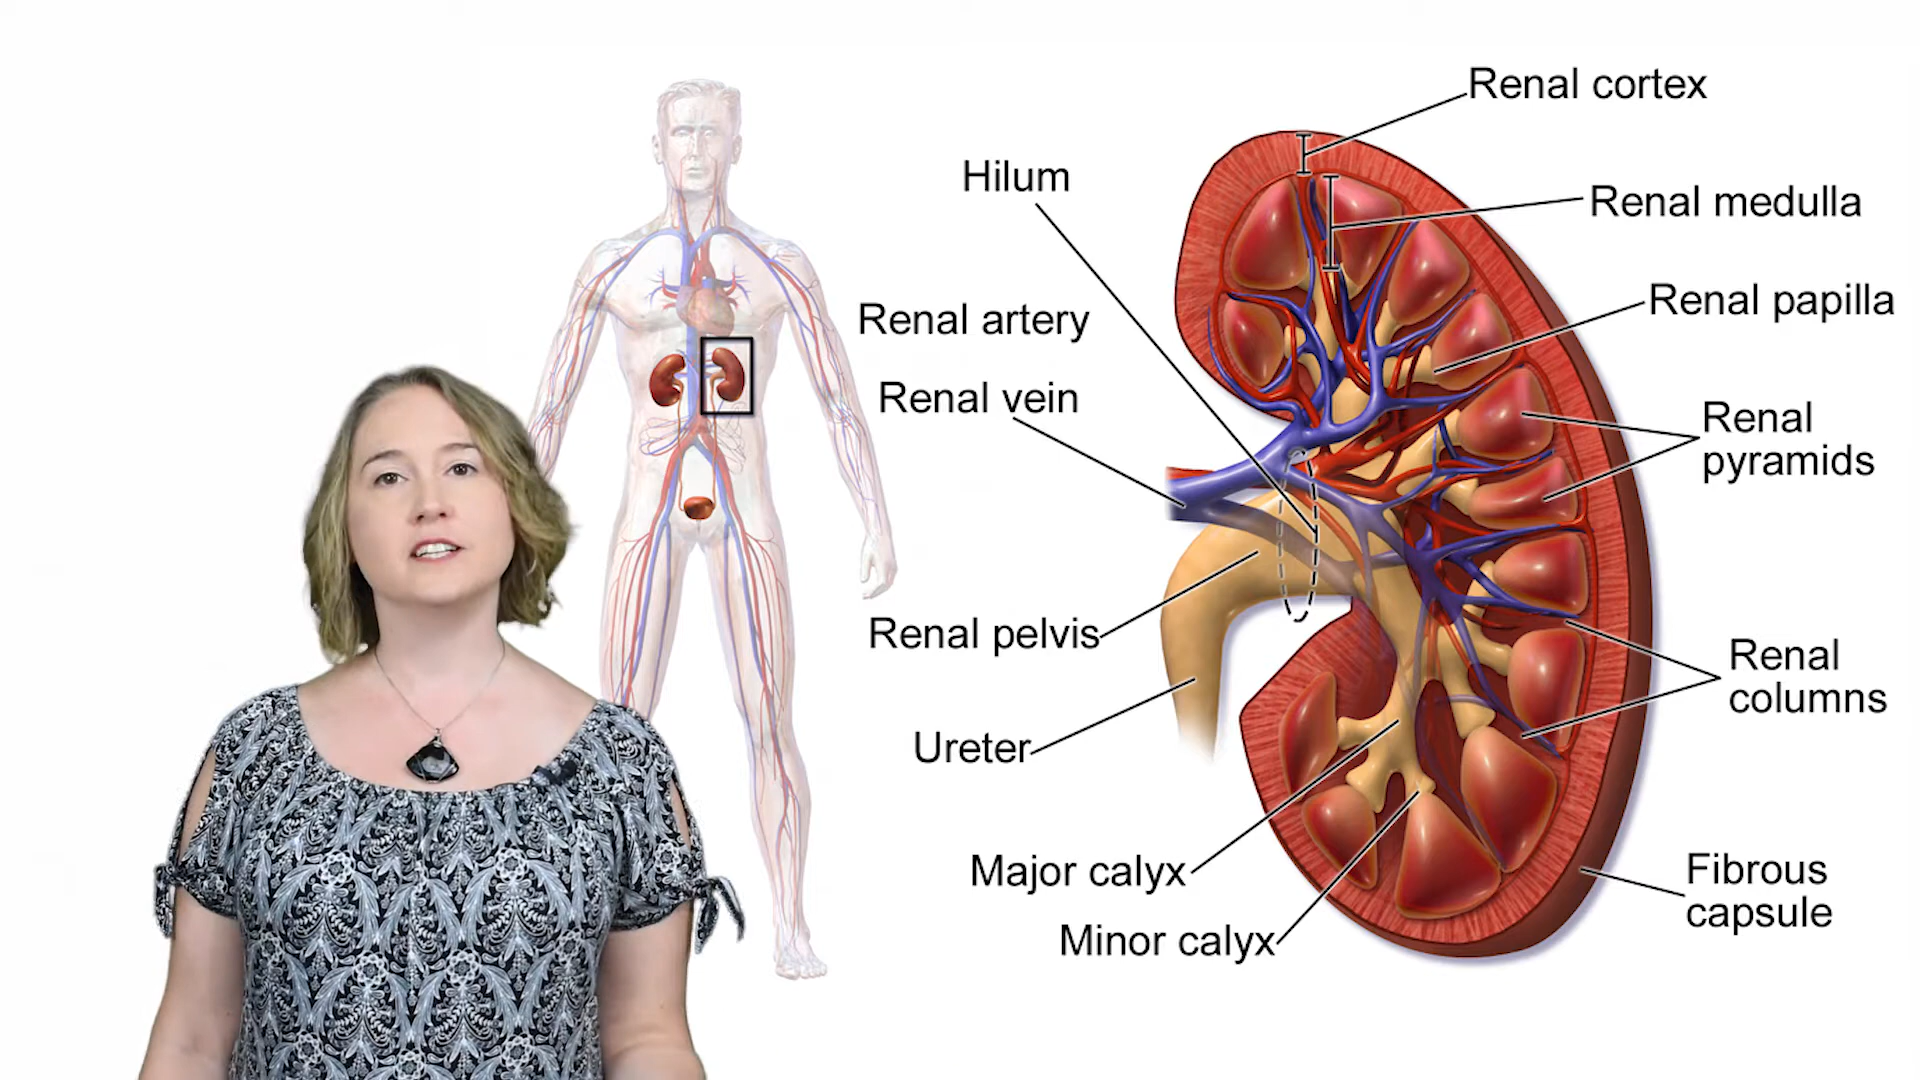 Renal cortex
Hilum
Renal medulla
Renal artery
Renal papilla
Renal vein
Renal
pyramids
Renal pelvis
Renal
columns
Ureter
Major calyx
Fibrous
capsule
Minor calyx